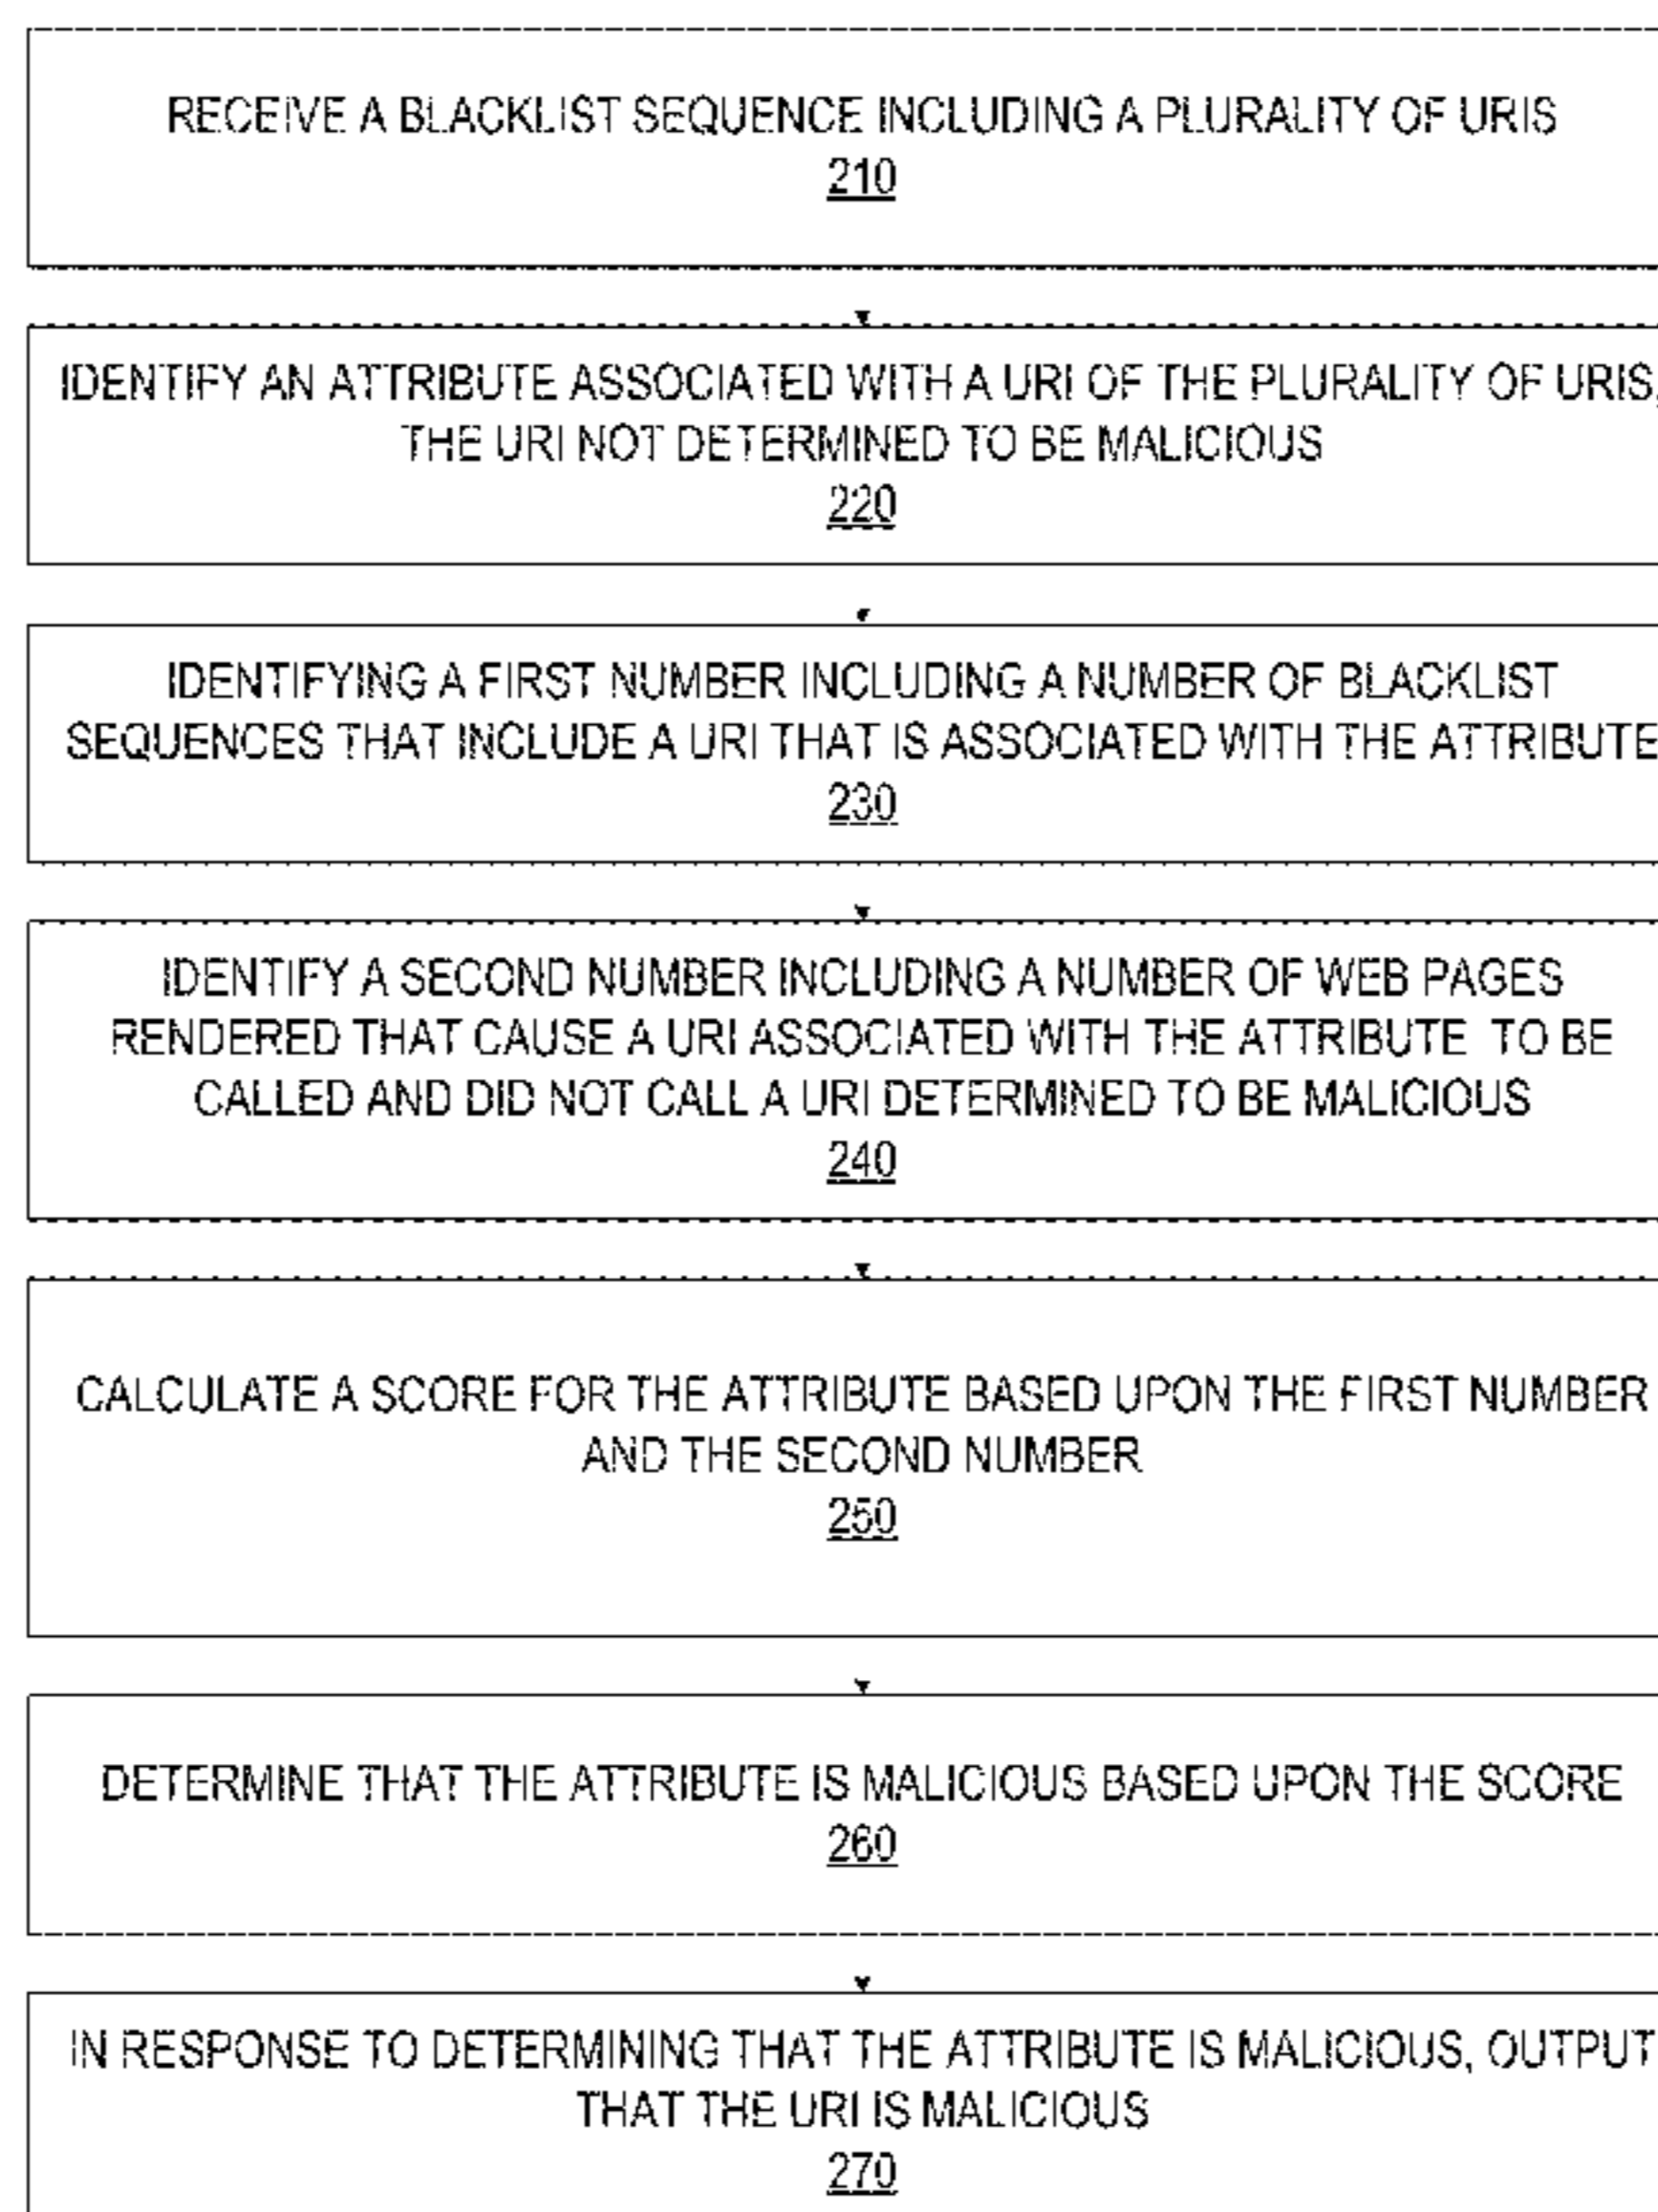 RECEIVE A BLACKLIST SEQUENCE INCLUDING A PLURALITY OF URIS
210
IDENTIFY AN ATTRIBUTE ASSOCIATED WITH A URI OF THE PLURALITY OF URIS,
THE URI NOT DETERMINED TO BE MALICIOUS
220
IDENTIFYING A FIRST NUMBER INCLUDING A NUMBER OF BLACKLIST
SEQUENCES THAT INCLUDE A URI THAT IS ASSOCIATED WITH THE ATTRIBUTE
230
IDENTIFY A SECOND NUMBER INCLUDING A NUMBER OF WEB PAGES
RENDERED THAT CAUSE A URI ASSOCIATED WITH THE ATTRIBUTE TO BE
CALLED AND DID NOT CALL A URI DETERMINED TO BE MALICIOUS
240
CALCULATE A SCORE FOR THE ATTRIBUTE BASED UPON THE FIRST NUMBER
AND THE SECOND NUMBER
250
DETERMINE THAT THE ATTRIBUTE IS MALICIOUS BASED UPON THE SCORE
260
IN RESPONSE TO DETERMINING THAT THE ATTRIBUTE IS MALICIOUS, OUTPUT
THAT THE URI IS MALICIOUS
270